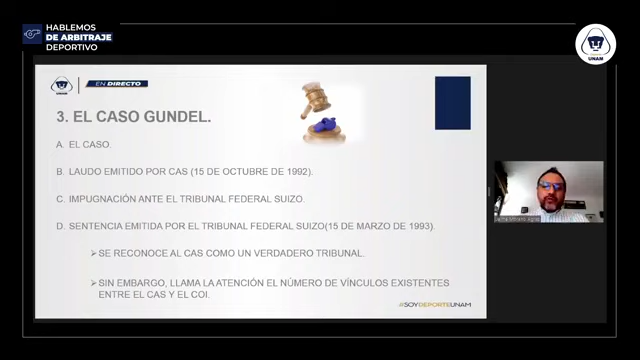 HABLEMOS
DE ARBITRAJE
DEPORTIVO
UNAM
UNAM
EN DIRECTO
3. EL CASO GUNDEL.
A. EL CASO.
B. LAUDO EMITIDO POR CAS (15 DE OCTUBRE DE 1992).
C. IMPUGNACIÓN ANTE EL TRIBUNAL FEDERAL SUIZO.
D. SENTENCIA EMITIDA POR EL TRIBUNAL FEDERAL SUIZO(15 DE MARZO DE 1993).
➢SE RECONOCE AL CAS COMO UN VERDADERO TRIBUNAL.
➢SIN EMBARGO, LLAMA LA ATENCIÓN EL NÚMERO DE VÍNCULOS EXISTENTES
ENTRE EL CAS Y EL COI.
#SOYDEPORTEUNAM